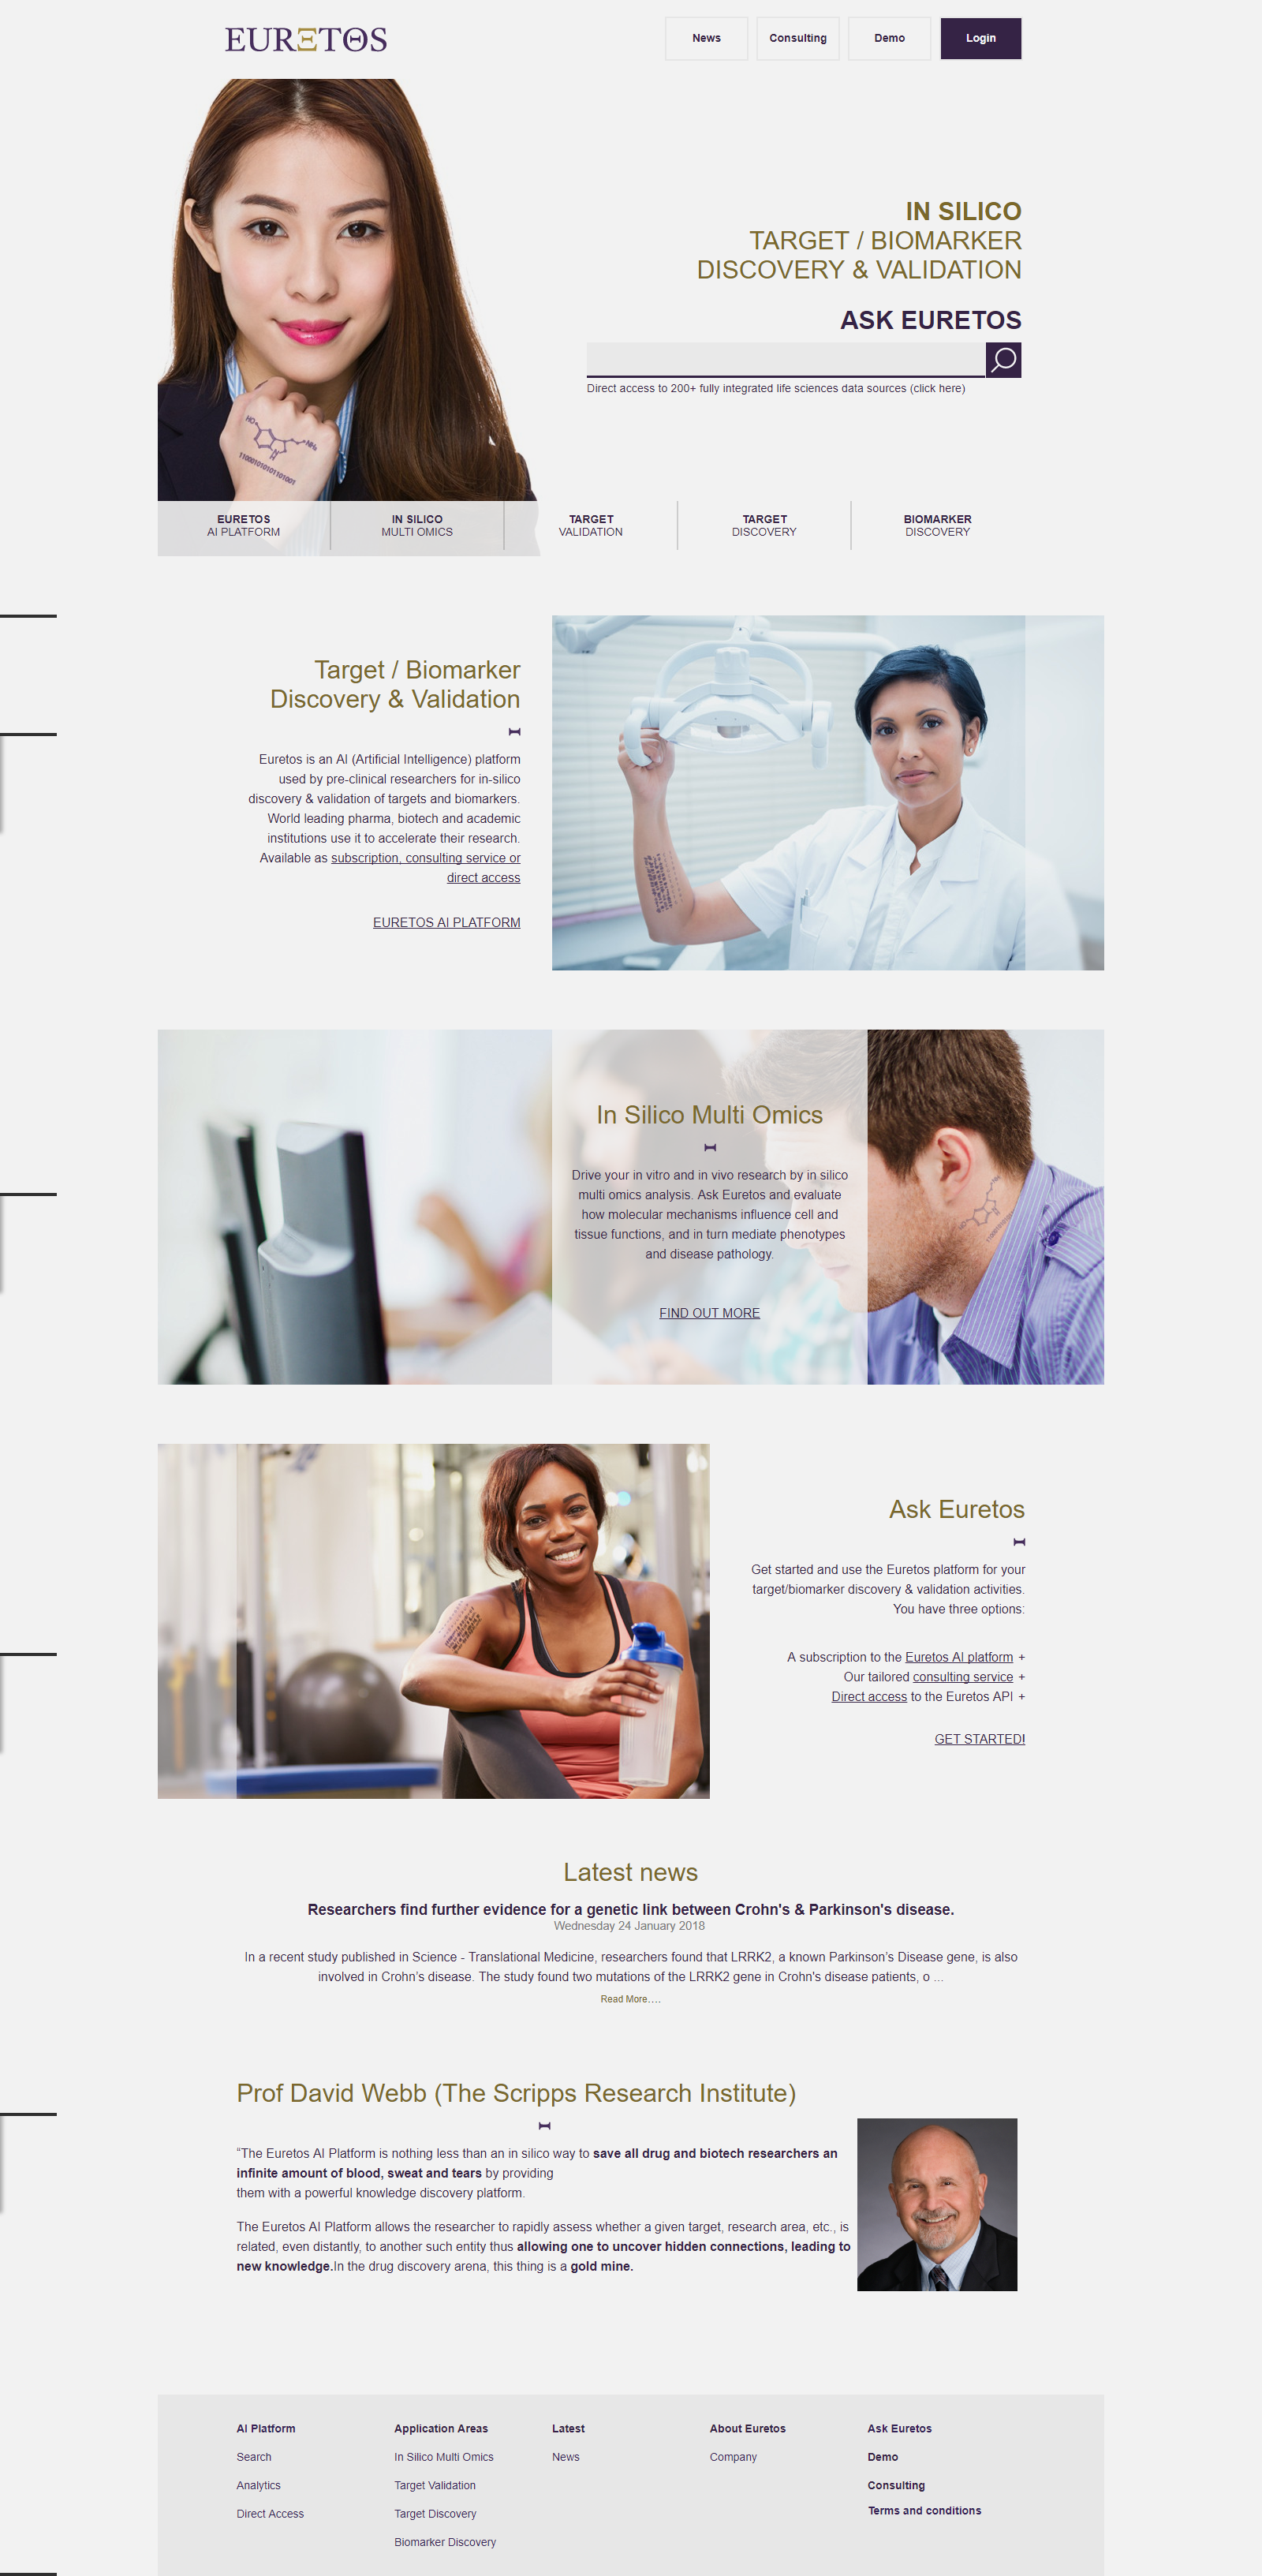 EURΞTΘS
News
Consulting
Demo
Login
IN SILICO
TARGET / BIOMARKER
DISCOVERY & VALIDATION
ASK EURETOS
Direct access to 200+ fully integrated life sciences data sources (click here)
HO
NH₂
N
H
EURETOS
AI PLATFORM
IN SILICO
MULTI OMICS
TARGET
VALIDATION
TARGET
DISCOVERY
BIOMARKER
DISCOVERY
Target / Biomarker
Discovery & Validation
Euretos is an AI (Artificial Intelligence) platform
used by pre-clinical researchers for in-silico
discovery & validation of targets and biomarkers.
World leading pharma, biotech and academic
institutions use it to accelerate their research.
Available as subscription, consulting service or
direct access
EURETOS AI PLATFORM
In Silico Multi Omics
Drive your in vitro and in vivo research by in silico
multi omics analysis. Ask Euretos and evaluate
how molecular mechanisms influence cell and
tissue functions, and in turn mediate phenotypes
and disease pathology.
FIND OUT MORE
Ask Euretos
Get started and use the Euretos platform for your
target/biomarker discovery & validation activities.
You have three options:
A subscription to the Euretos AI platform +
Our tailored consulting service +
Direct access to the Euretos API +
GET STARTED!
Latest news
Researchers find further evidence for a genetic link between Crohn's & Parkinson's disease.
Wednesday 24 January 2018
In a recent study published in Science - Translational Medicine, researchers found that LRRK2, a known Parkinson’s Disease gene, is also
involved in Crohn’s disease. The study found two mutations of the LRRK2 gene in Crohn's disease patients, o ...
Read More….
Prof David Webb (The Scripps Research Institute)
“The Euretos AI Platform is nothing less than an in silico way to save all drug and biotech researchers an
infinite amount of blood, sweat and tears by providing
them with a powerful knowledge discovery platform.
The Euretos AI Platform allows the researcher to rapidly assess whether a given target, research area, etc., is
related, even distantly, to another such entity thus allowing one to uncover hidden connections, leading to
new knowledge.In the drug discovery arena, this thing is a gold mine.
AI Platform
Search
Analytics
Direct Access
Application Areas
In Silico Multi Omics
Target Validation
Target Discovery
Biomarker Discovery
Latest
News
About Euretos
Company
Ask Euretos
Demo
Consulting
Terms and conditions